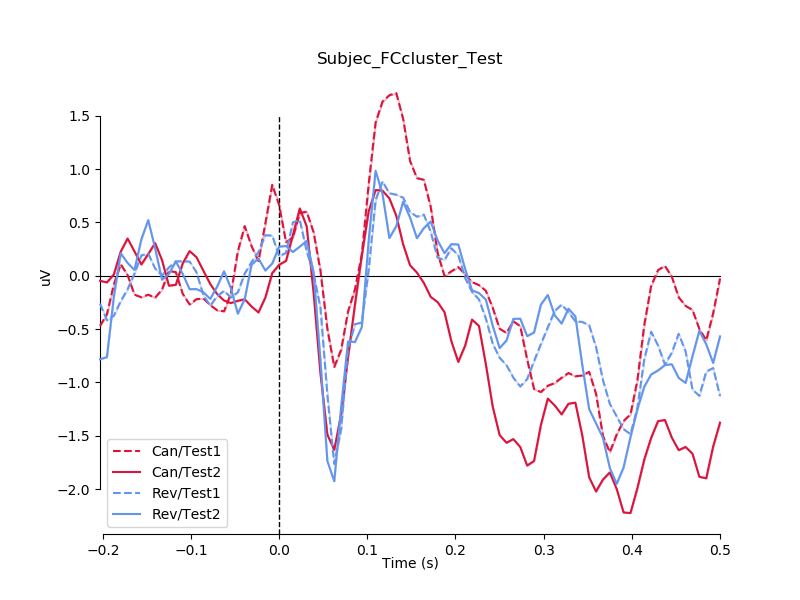 Subjec_FCcluster_Test
uV
1.5
1.0
0.5
0.0
−0.5
−1.0
−1.5
−2.0
Can/Test1
Can/Test2
Rev/Test1
Rev/Test2
−0.2 −0.1 0.0 0.1 0.2 0.3 0.4 0.5
Time (s)